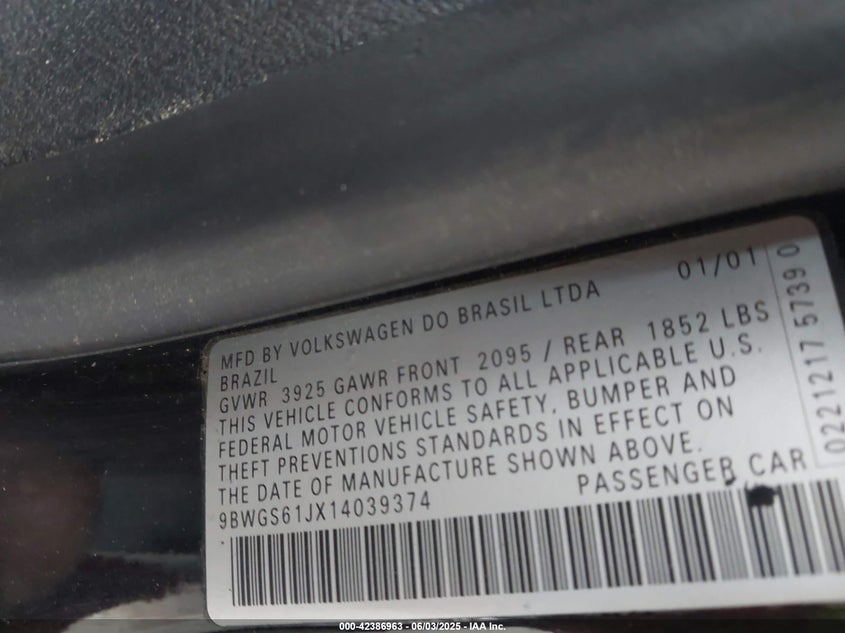 01/01
MFD BY VOLKSWAGEN DO BRASIL LTDA
BRAZIL
GVWR 3925 GAWR FRONT 2095 / REAR 1852 LBS
THIS VEHICLE CONFORMS TO ALL APPLICABLE U.S.
FEDERAL MOTOR VEHICLE SAFETY, BUMPER AND
THEFT PREVENTIONS STANDARDS IN EFFECT ON
THE DATE OF MANUFACTURE SHOWN ABOVE.
PASSENGER CAR
9BWGS61JX14039374
0221217 5739 0
000-42386963 - 06/03/2025 - IAA Inc.